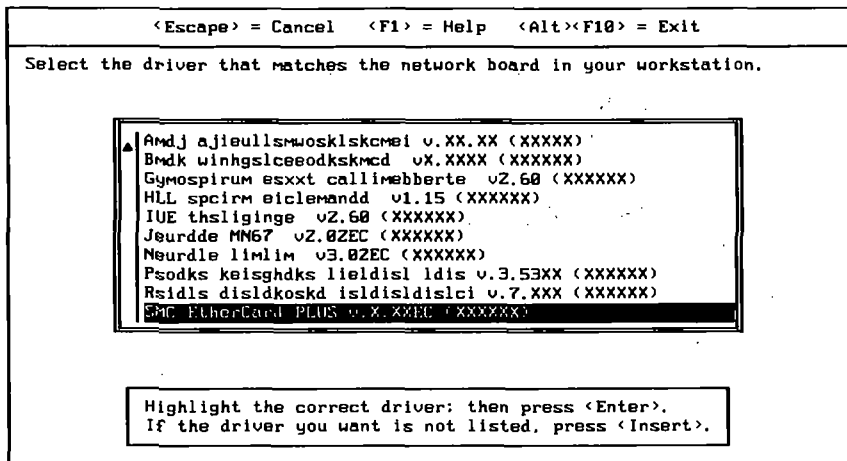 <Escape> = Cancel <F1> = Help <Alt><F10> = Exit
Select the driver that matches the network board in your workstation.
Amdj ajieullsmwosklskcmei v.XX.XX (XXXXX)
Bmdk winhgslceeodkskmcd vX.XXXX (XXXXXX)
Gymospirum esxxt callimebberte v2.60 (XXXXXX)
HLL spcirm eiclemandd v1.15 (XXXXXX)
IUE thsliginge v2.60 (XXXXXX)
Jeurdde MN67 v2.02EC (XXXXXX)
Neurdle limlim v3.02EC (XXXXXX)
Psodks keisghdks lieldisl ldis v.3.53XX (XXXXXX)
Rsidls disldkoskd isldisldislci v.7.XXX (XXXXXX)
SMC EtherCard PLUS v.X.XXEC (XXXXXX)
Highlight the correct driver; then press <Enter>.
If the driver you want is not listed, press <Insert>.